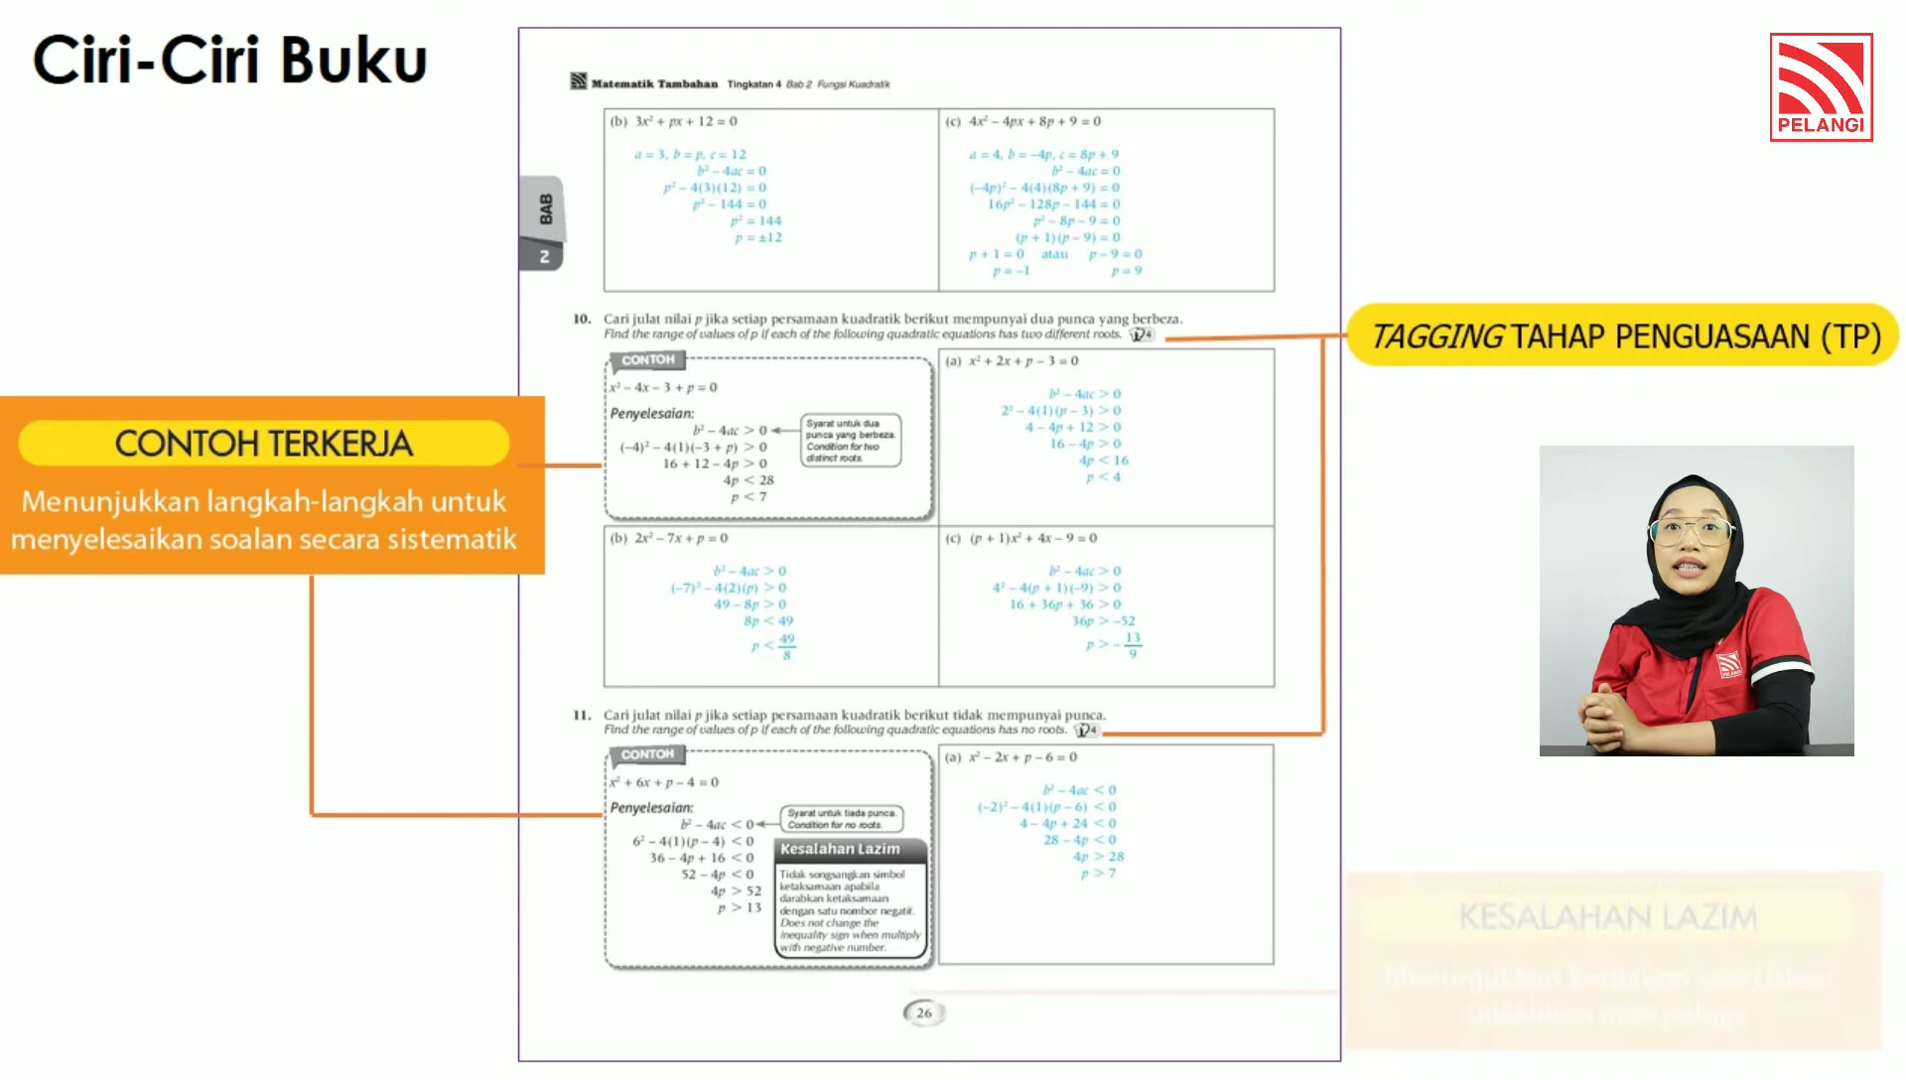 Ciri-Ciri Buku
PELANGI
Matematik Tambahan Tingkatan 4 Bab 2 Fungsi Kuadratik
BAB
2
(b) 3x² + px + 12 = 0
a = 3, b = p, c = 12
b² – 4ac = 0
p² – 4(3)(12) = 0
p² – 144 = 0
p² = 144
p = ±12
(c) 4x² – 4px + 8p + 9 = 0
a = 4, b = –4p, c = 8p + 9
b² – 4ac = 0
(–4p)² – 4(4)(8p + 9) = 0
16p² – 128p – 144 = 0
p² – 8p – 9 = 0
(p + 1)(p – 9) = 0
p + 1 = 0 atau p – 9 = 0
p = –1 p = 9
10. Cari julat nilai p jika setiap persamaan kuadratik berikut mempunyai dua punca yang berbeza.
Find the range of values of p if each of the following quadratic equations has two different roots. TP4
TAGGING TAHAP PENGUASAAN (TP)
CONTOH
x² – 4x – 3 + p = 0
Penyelesaian:
b² – 4ac > 0
(–4)² – 4(1)(–3 + p) > 0
16 + 12 – 4p > 0
4p < 28
p < 7
Syarat untuk dua
punca yang berbeza.
Condition for two
distinct roots.
(a) x² + 2x + p – 3 = 0
b² – 4ac > 0
2² – 4(1)(p – 3) > 0
4 – 4p + 12 > 0
16 – 4p > 0
4p < 16
p < 4
CONTOH TERKERJA
Menunjukkan langkah-langkah untuk
menyelesaikan soalan secara sistematik
(b) 2x² – 7x + p = 0
b² – 4ac > 0
(–7)² – 4(2)(p) > 0
49 – 8p > 0
8p < 49
p < 49/8
(c) (p + 1)x² + 4x – 9 = 0
b² – 4ac > 0
4² – 4(p + 1)(–9) > 0
16 + 36p + 36 > 0
36p > –52
p > – 13/9
PELANGI
11. Cari julat nilai p jika setiap persamaan kuadratik berikut tidak mempunyai punca.
Find the range of values of p if each of the following quadratic equations has no roots. TP4
CONTOH
x² + 6x + p – 4 = 0
Penyelesaian:
b² – 4ac < 0
6² – 4(1)(p – 4) < 0
36 – 4p + 16 < 0
52 – 4p < 0
4p > 52
p > 13
Syarat untuk tiada punca.
Condition for no roots.
Kesalahan Lazim
Tidak songsangkan simbol
ketaksamaan apabila
darabkan ketaksamaan
dengan satu nombor negatif.
Does not change the
inequality sign when multiply
with negative number.
(a) x² – 2x + p – 6 = 0
b² – 4ac < 0
(–2)² – 4(1)(p – 6) < 0
4 – 4p + 24 < 0
28 – 4p < 0
4p > 28
p > 7
KESALAHAN LAZIM
26